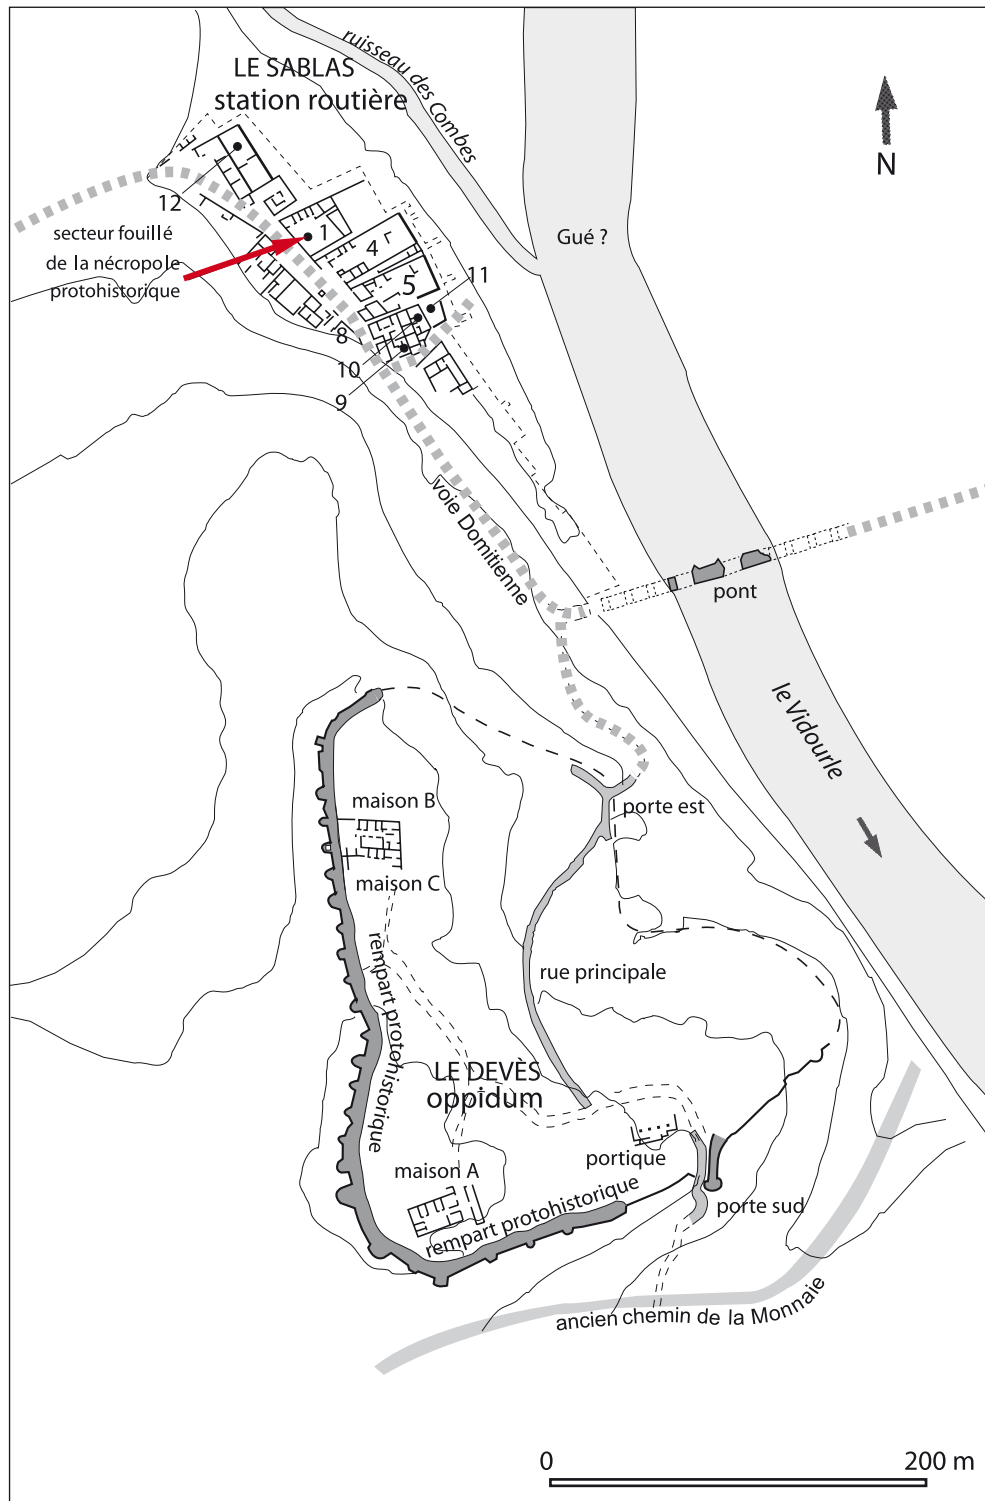 ruisseau des Combes
LE SABLAS
station routière
N
12
secteur fouillé
de la nécropole
protohistorique
1
4
5
11
Gué ?
8
10
9
voie Domitienne
pont
le Vidourle
porte est
maison B
maison C
rempart protohistorique
rue principale
LE DEVÈS
oppidum
maison A
portique
rempart protohistorique
porte sud
ancien chemin de la Monnaie
0
200 m